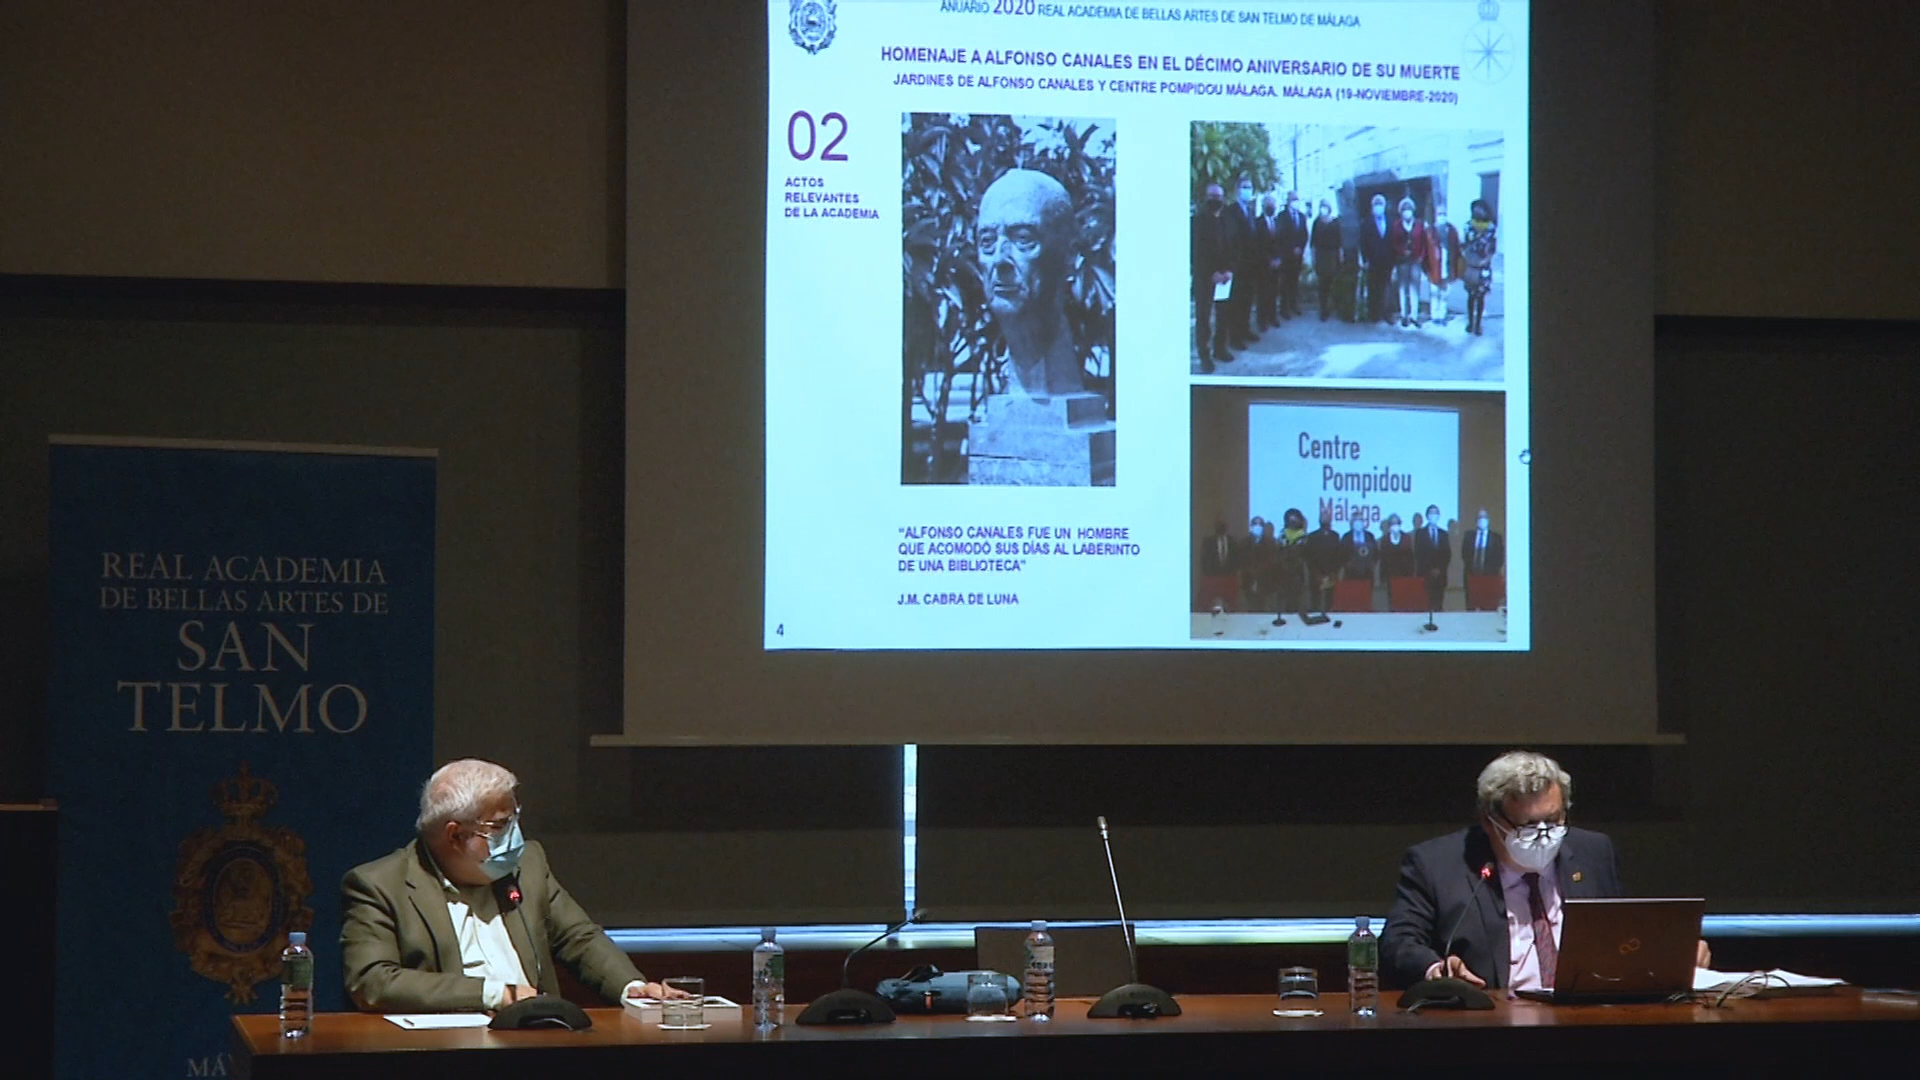 ANUARIO 2020 REAL ACADEMIA DE BELLAS ARTES DE SAN TELMO DE MÁLAGA
HOMENAJE A ALFONSO CANALES EN EL DÉCIMO ANIVERSARIO DE SU MUERTE
JARDINES DE ALFONSO CANALES Y CENTRE POMPIDOU MÁLAGA. MÁLAGA (19-NOVIEMBRE-2020)
02
ACTOS
RELEVANTES
DE LA ACADEMIA
Centre
Pompidou
Málaga
"ALFONSO CANALES FUE UN HOMBRE
QUE ACOMODÓ SUS DÍAS AL LABERINTO
DE UNA BIBLIOTECA"
J.M. CABRA DE LUNA
4
REAL ACADEMIA
DE BELLAS ARTES DE
SAN
TELMO
MÁ